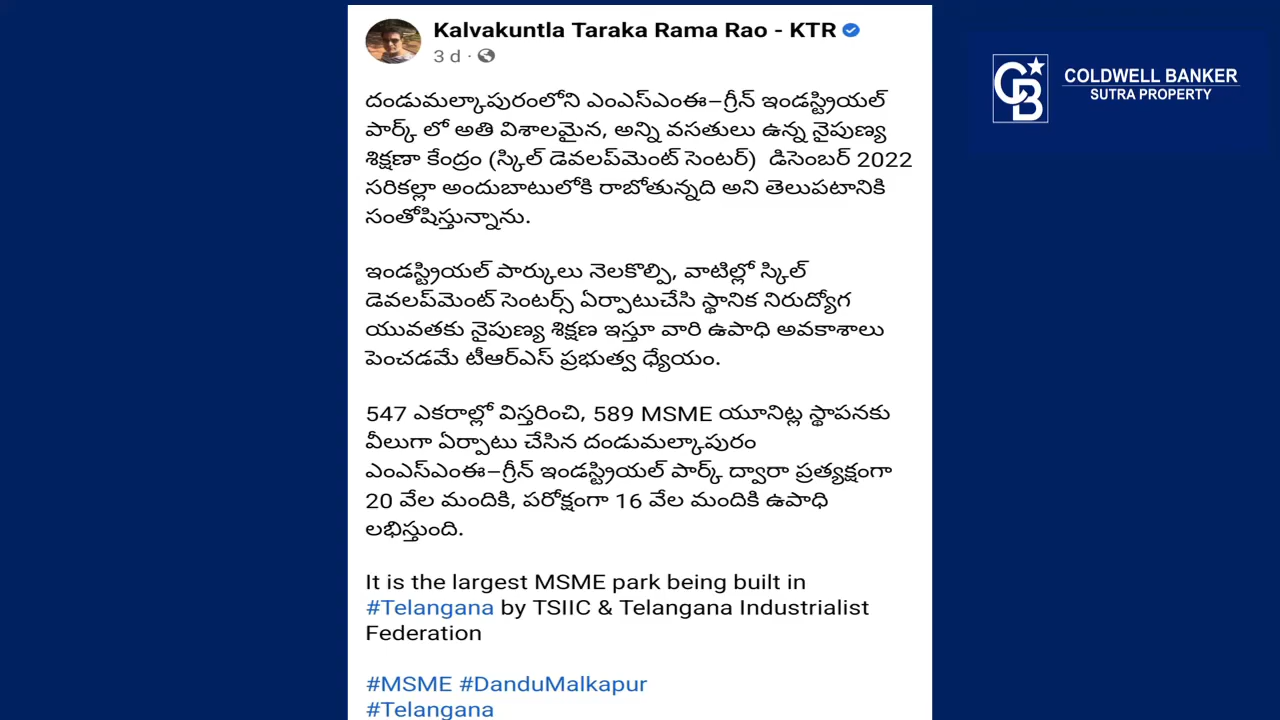 Kalvakuntla Taraka Rama Rao - KTR
3 d ·
దండుమల్కాపురంలోని ఎంఎస్ఎంఈ–గ్రీన్ ఇండస్ట్రియల్
పార్క్ లో అతి విశాలమైన, అన్ని వసతులు ఉన్న నైపుణ్య
శిక్షణా కేంద్రం (స్కిల్ డెవలప్‌మెంట్ సెంటర్)  డిసెంబర్ 2022
సరికల్లా అందుబాటులోకి రాబోతున్నది అని తెలుపటానికి
సంతోషిస్తున్నాను.
ఇండస్ట్రియల్ పార్కులు నెలకొల్పి, వాటిల్లో స్కిల్
డెవలప్‌మెంట్ సెంటర్స్ ఏర్పాటుచేసి స్థానిక నిరుద్యోగ
యువతకు నైపుణ్య శిక్షణ ఇస్తూ వారి ఉపాధి అవకాశాలు
పెంచడమే టీఆర్ఎస్ ప్రభుత్వ ధ్యేయం.
547 ఎకరాల్లో విస్తరించి, 589 MSME యూనిట్ల స్థాపనకు
వీలుగా ఏర్పాటు చేసిన దండుమల్కాపురం
ఎంఎస్ఎంఈ–గ్రీన్ ఇండస్ట్రియల్ పార్క్ ద్వారా ప్రత్యక్షంగా
20 వేల మందికి, పరోక్షంగా 16 వేల మందికి ఉపాధి
లభిస్తుంది.
It is the largest MSME park being built in
#Telangana by TSIIC & Telangana Industrialist
Federation
#MSME #DanduMalkapur
#Telangana
CB
COLDWELL BANKER
SUTRA PROPERTY